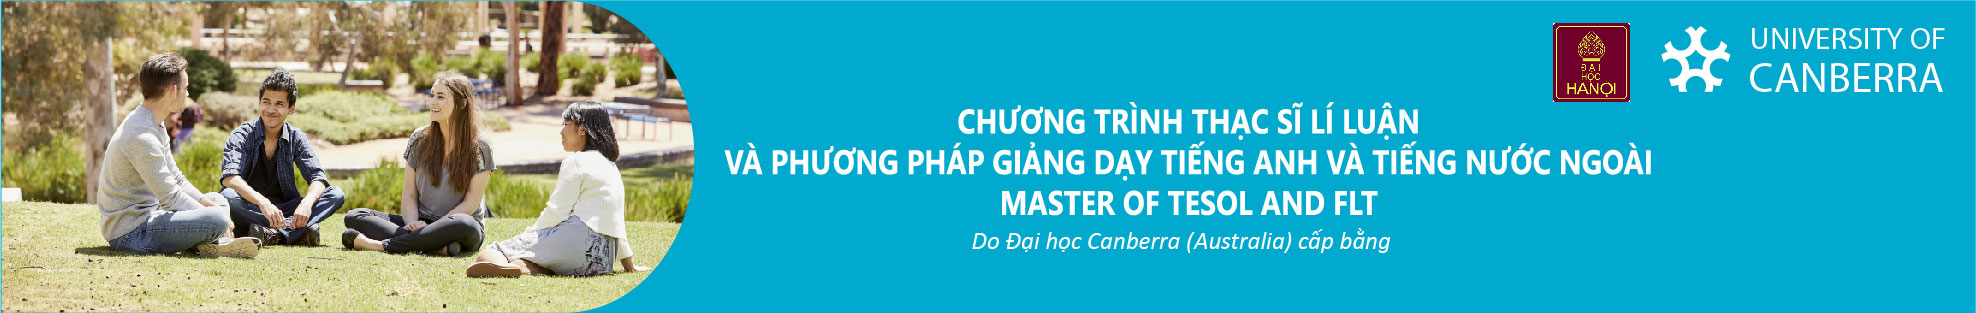 ĐẠI
HỌC
HANỌI
UNIVERSITY OF
CANBERRA
CHƯƠNG TRÌNH THẠC SĨ LÍ LUẬN
VÀ PHƯƠNG PHÁP GIẢNG DẠY TIẾNG ANH VÀ TIẾNG NƯỚC NGOÀI
MASTER OF TESOL AND FLT
Do Đại học Canberra (Australia) cấp bằng